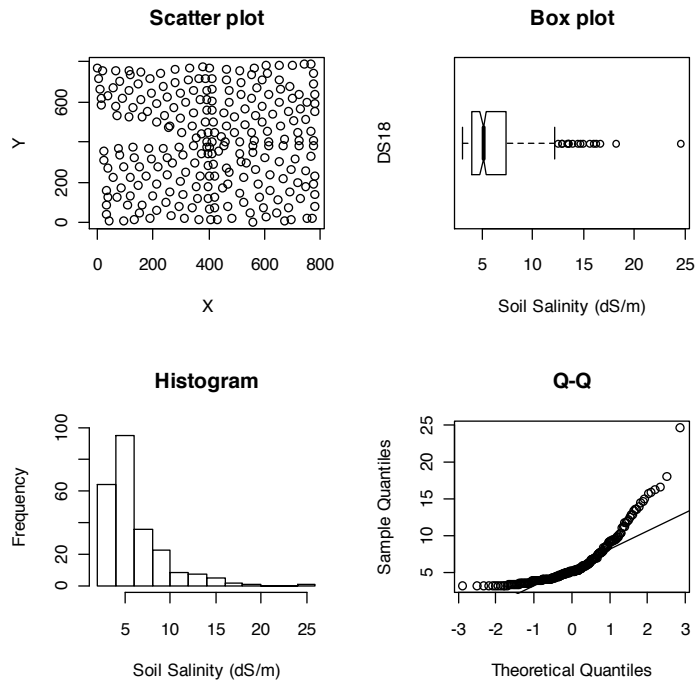 Scatter plot
Y
600
200
0
0 200 400 600 800
X
Box plot
DS18
5 10 15 20 25
Soil Salinity (dS/m)
Histogram
Frequency
100
60
20
0
5 10 15 20 25
Soil Salinity (dS/m)
Q-Q
Sample Quantiles
25
20
15
10
5
-3 -2 -1 0 1 2 3
Theoretical Quantiles